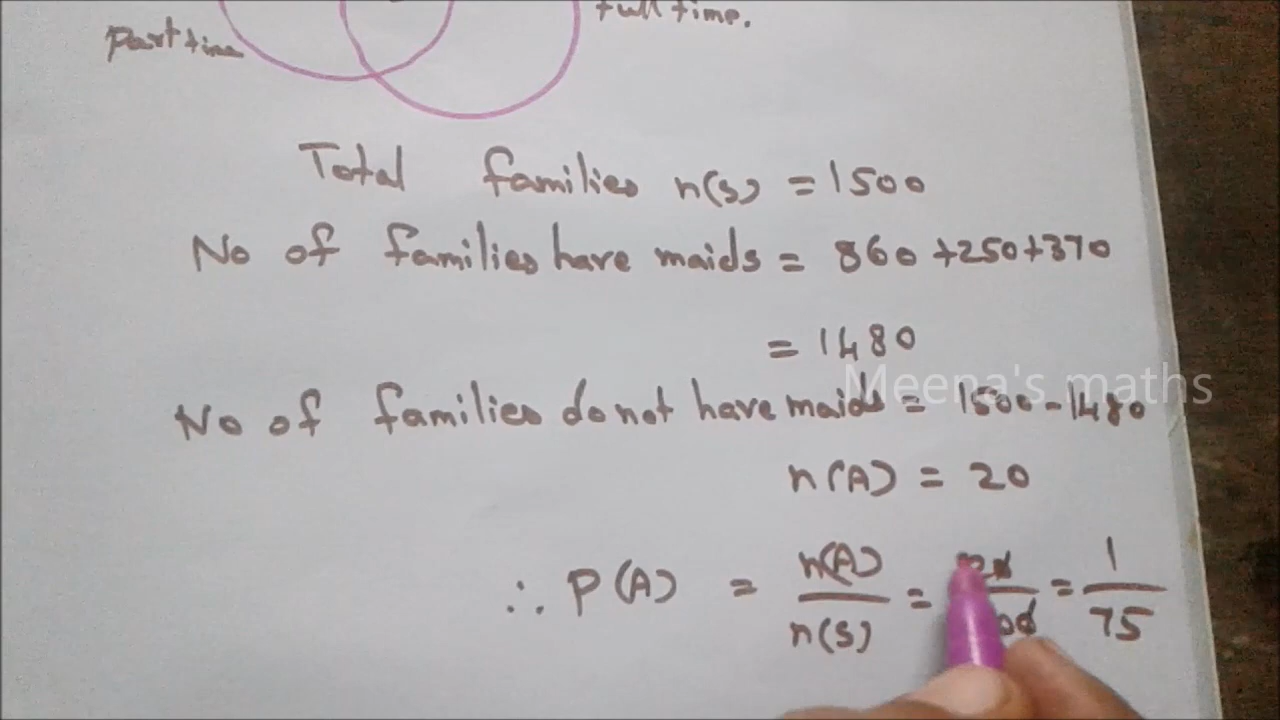 full time.
Part time
Total families n(S) = 1500
No of families have maids = 860 + 250 + 370
= 1480
Meena's maths
No of families do not have maids = 1500 - 1480
n(A) = 20
∴ P(A) = n(A)/n(S) = = 1/75